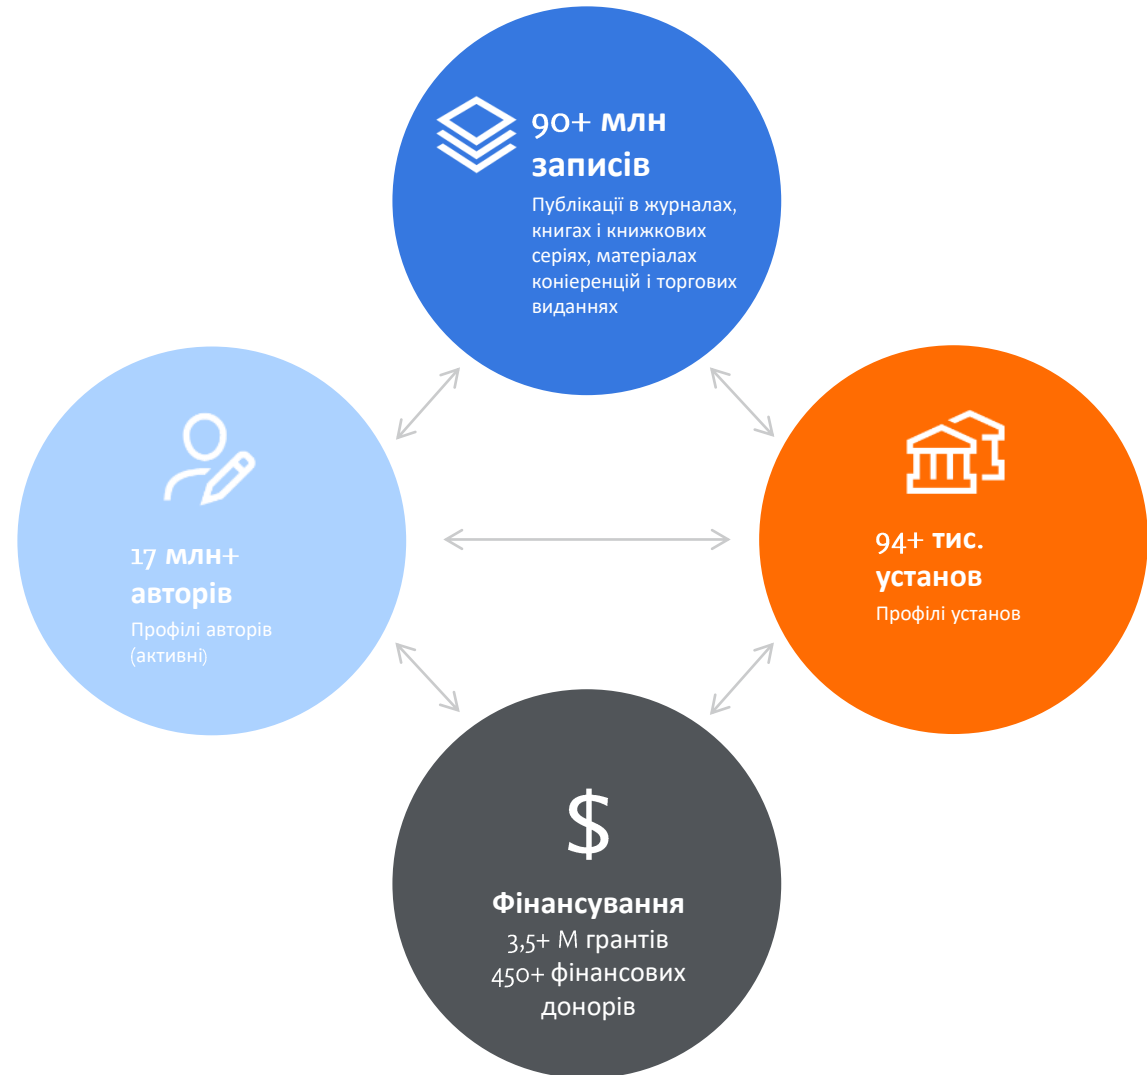 90+ млн
записів
Публікації в журналах,
книгах і книжкових
серіях, матеріалах
коніеренцій і торгових
виданнях
17 млн+
авторів
Профілі авторів
(активні)
94+ тис.
установ
Профілі установ
$
Фінансування
3,5+ М грантів
450+ фінансових
донорів